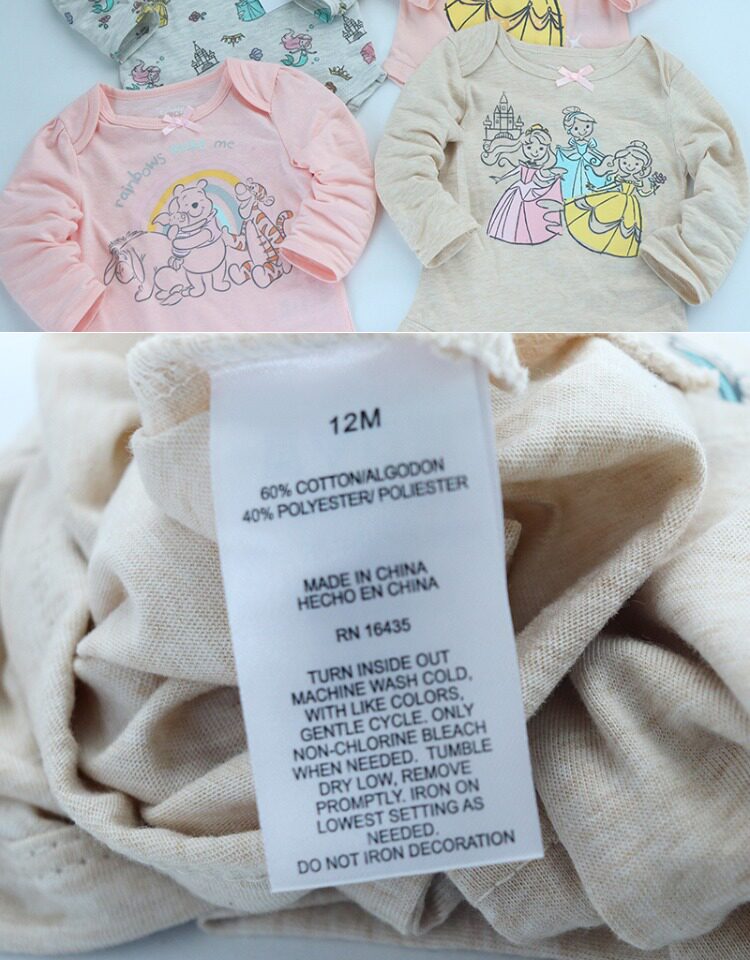 rainbows make me
12M
60% COTTON/ALGODON
40% POLYESTER/ POLIESTER
MADE IN CHINA
HECHO EN CHINA
RN 16435
TURN INSIDE OUT
MACHINE WASH COLD,
WITH LIKE COLORS,
GENTLE CYCLE. ONLY
NON-CHLORINE BLEACH
WHEN NEEDED. TUMBLE
DRY LOW, REMOVE
PROMPTLY. IRON ON
LOWEST SETTING AS
NEEDED.
DO NOT IRON DECORATION